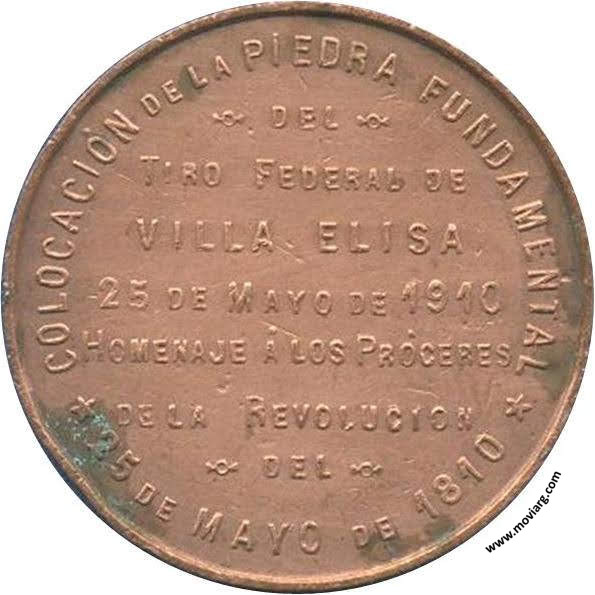 COLOCACIÓN DE LA PIEDRA FUNDAMENTAL
DEL
TIRO FEDERAL DE
VILLA ELISA
25 DE MAYO DE 1910
HOMENAJE Á LOS PRÓCERES
DE LA REVOLUCION
DEL
25 DE MAYO DE 1810
www.moviarg.com